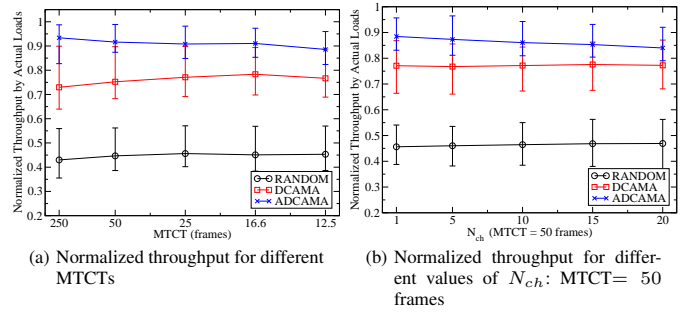 Normalized Throughput by Actual Loads
1
0.9
0.8
0.7
0.6
0.5
0.4
0.3
0.2
250
50
25
16.6
12.5
MTCT (frames)
RANDOM
DCAMA
ADCAMA
(a) Normalized throughput for different
MTCTs
Normalized Throughput by Actual Loads
1
0.9
0.8
0.7
0.6
0.5
0.4
0.3
0.2
1
5
10
15
20
N_ch (MTCT = 50 frames)
RANDOM
DCAMA
ADCAMA
(b) Normalized throughput for differ-
ent values of N_ch: MTCT= 50
frames